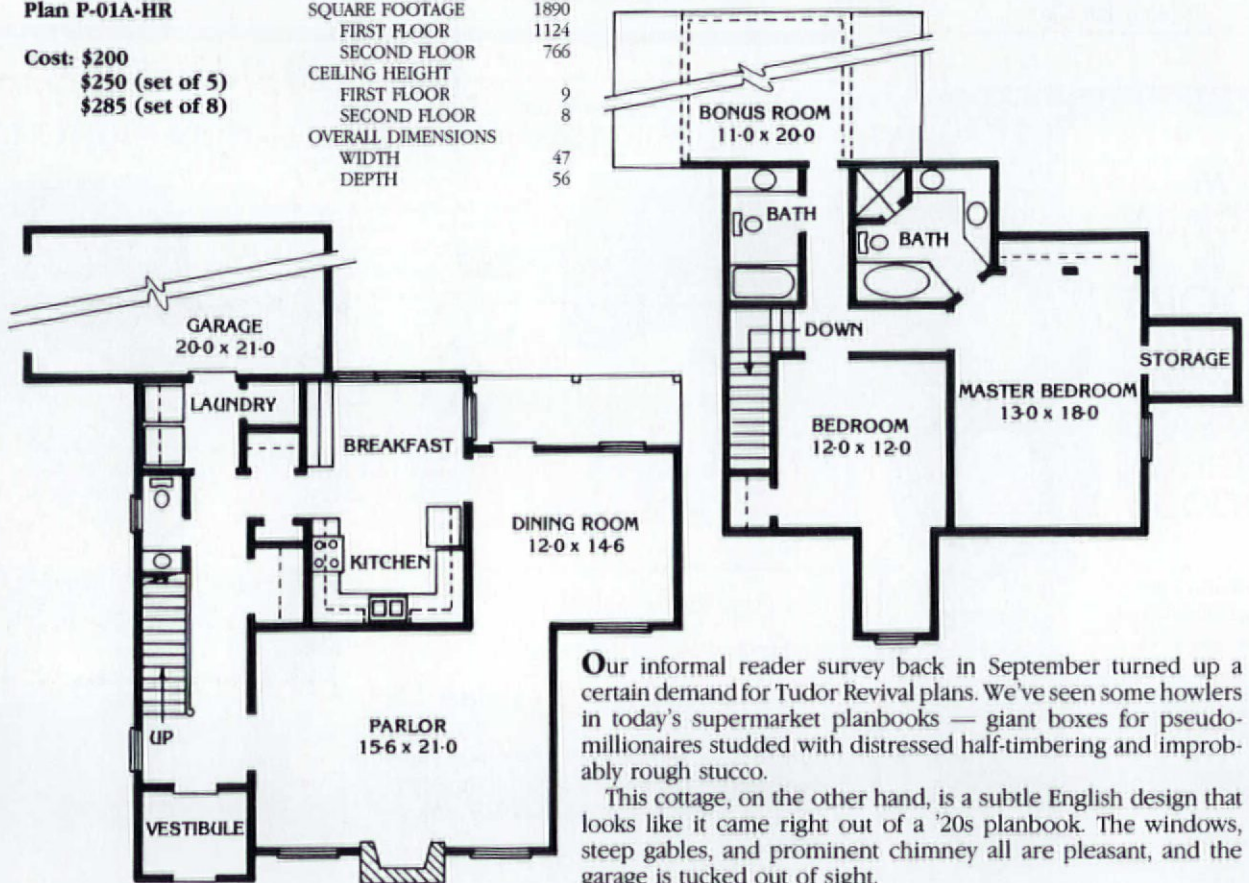 Plan P-01A-HR
Cost: $200
$250 (set of 5)
$285 (set of 8)
SQUARE FOOTAGE 1890
FIRST FLOOR 1124
SECOND FLOOR 766
CEILING HEIGHT
FIRST FLOOR 9
SECOND FLOOR 8
OVERALL DIMENSIONS
WIDTH 47
DEPTH 56
GARAGE
20-0 x 21-0
LAUNDRY
BREAKFAST
DINING ROOM
12-0 x 14-6
KITCHEN
PARLOR
15-6 x 21-0
UP
VESTIBULE
BONUS ROOM
11-0 x 20-0
BATH
BATH
DOWN
STORAGE
MASTER BEDROOM
13-0 x 18-0
BEDROOM
12-0 x 12-0
Our informal reader survey back in September turned up a
certain demand for Tudor Revival plans. We've seen some howlers
in today's supermarket planbooks — giant boxes for pseudo-
millionaires studded with distressed half-timbering and improb-
ably rough stucco.
This cottage, on the other hand, is a subtle English design that
looks like it came right out of a '20s planbook. The windows,
steep gables, and prominent chimney all are pleasant, and the
garage is tucked out of sight.